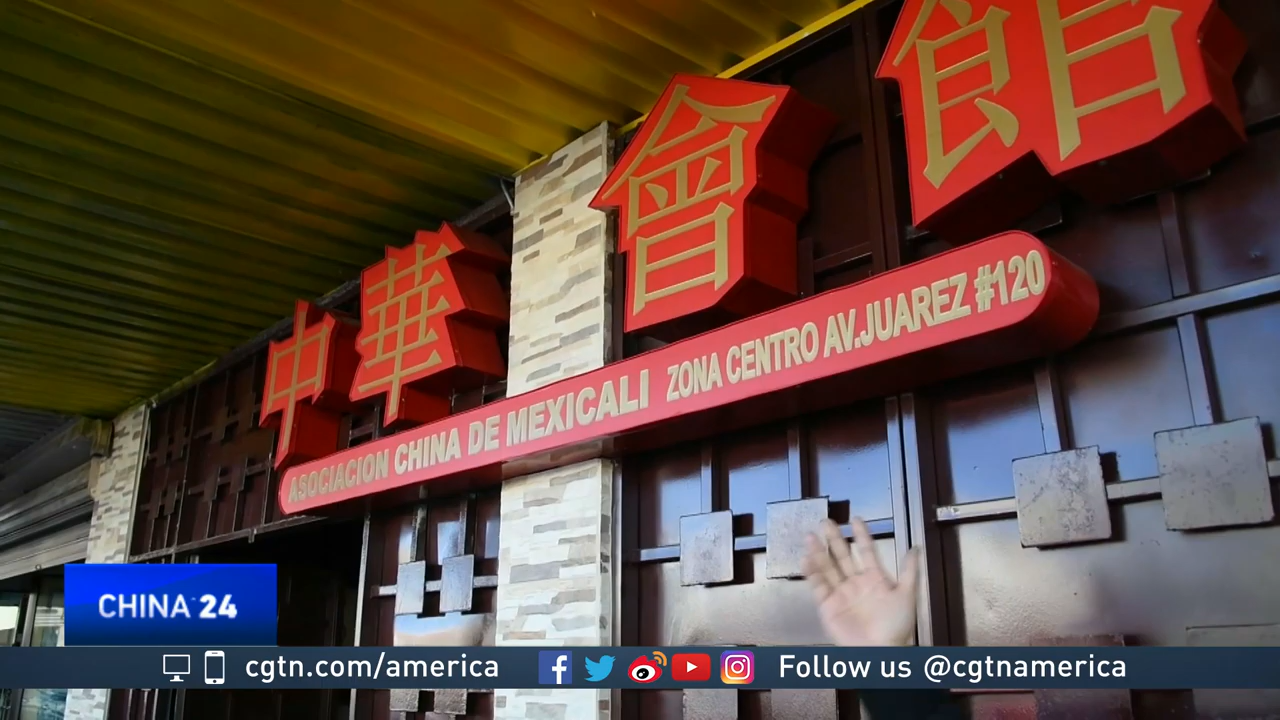 中華會館
ASOCIACION CHINA DE MEXICALI ZONA CENTRO AV.JUAREZ #120
CHINA 24
cgtn.com/america
Follow us @cgtnamerica